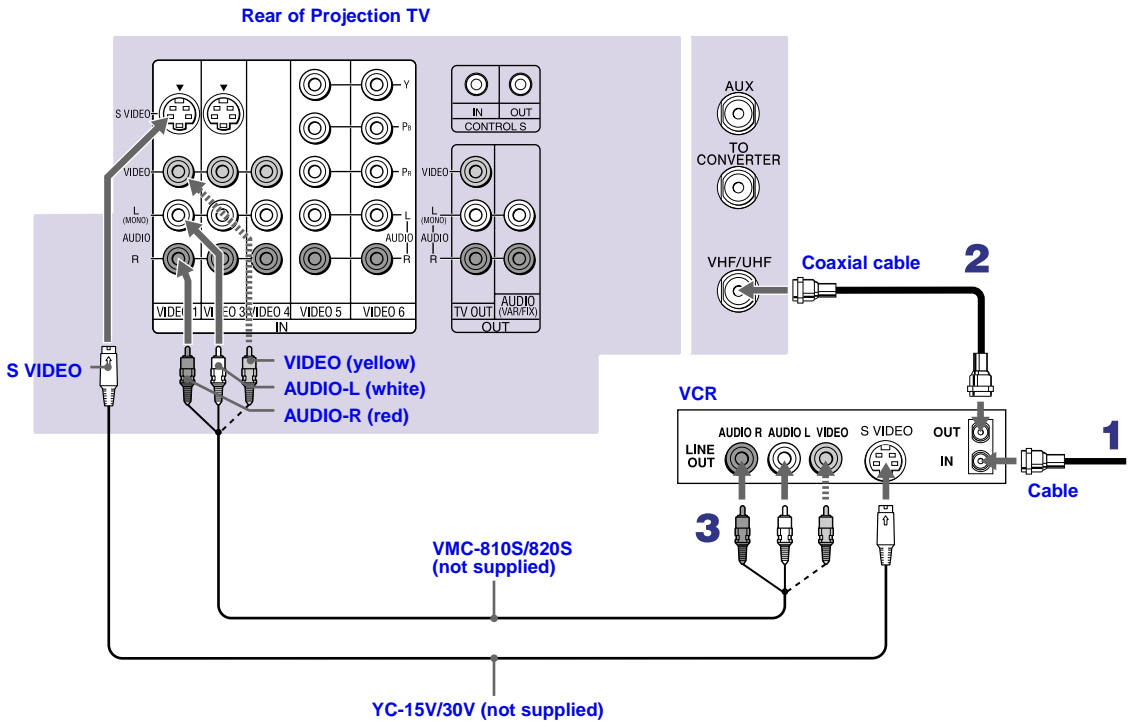 Rear of Projection TV
S VIDEO
VIDEO
L
(MONO)
AUDIO
R
Y
PB
PR
L
AUDIO
R
VIDEO 1 VIDEO 3 VIDEO 4 VIDEO 5 VIDEO 6
IN
IN OUT
CONTROL S
VIDEO
L
(MONO)
AUDIO
R
TV OUT
AUDIO
(VAR/FIX)
OUT
AUX
TO
CONVERTER
VHF/UHF
Coaxial cable
2
S VIDEO
VIDEO (yellow)
AUDIO-L (white)
AUDIO-R (red)
VCR
LINE
OUT
AUDIO R AUDIO L VIDEO S VIDEO
OUT
IN
1
Cable
3
VMC-810S/820S
(not supplied)
YC-15V/30V (not supplied)